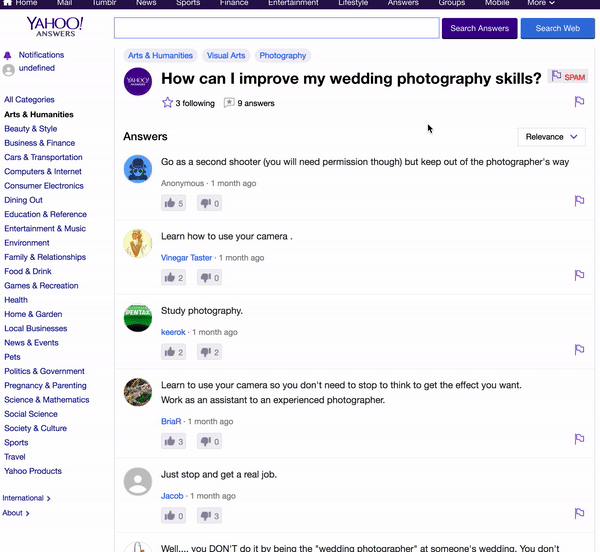 Home Mail Tumblr News Sports Finance Entertainment Lifestyle Answers Groups Mobile More
YAHOO!
ANSWERS
Search Answers
Search Web
Notifications
undefined
All Categories
Arts & Humanities
Beauty & Style
Business & Finance
Cars & Transportation
Computers & Internet
Consumer Electronics
Dining Out
Education & Reference
Entertainment & Music
Environment
Family & Relationships
Food & Drink
Games & Recreation
Health
Home & Garden
Local Businesses
News & Events
Pets
Politics & Government
Pregnancy & Parenting
Science & Mathematics
Social Science
Society & Culture
Sports
Travel
Yahoo Products
International
About
Arts & Humanities Visual Arts Photography
YAHOO!
ANSWERS
How can I improve my wedding photography skills?
SPAM
3 following 9 answers
Answers
Relevance
Go as a second shooter (you will need permission though) but keep out of the photographer's way
Anonymous · 1 month ago
5 0
Learn how to use your camera .
Vinegar Taster · 1 month ago
2 0
PENTAX
Study photography.
keerok · 1 month ago
2 2
Learn to use your camera so you don't need to stop to think to get the effect you want.
Work as an assistant to an experienced photographer.
BriaR · 1 month ago
3 0
Just stop and get a real job.
Jacob · 1 month ago
0 3
Well.... you DON'T do it by being the "wedding photographer" at someone's wedding. You don't